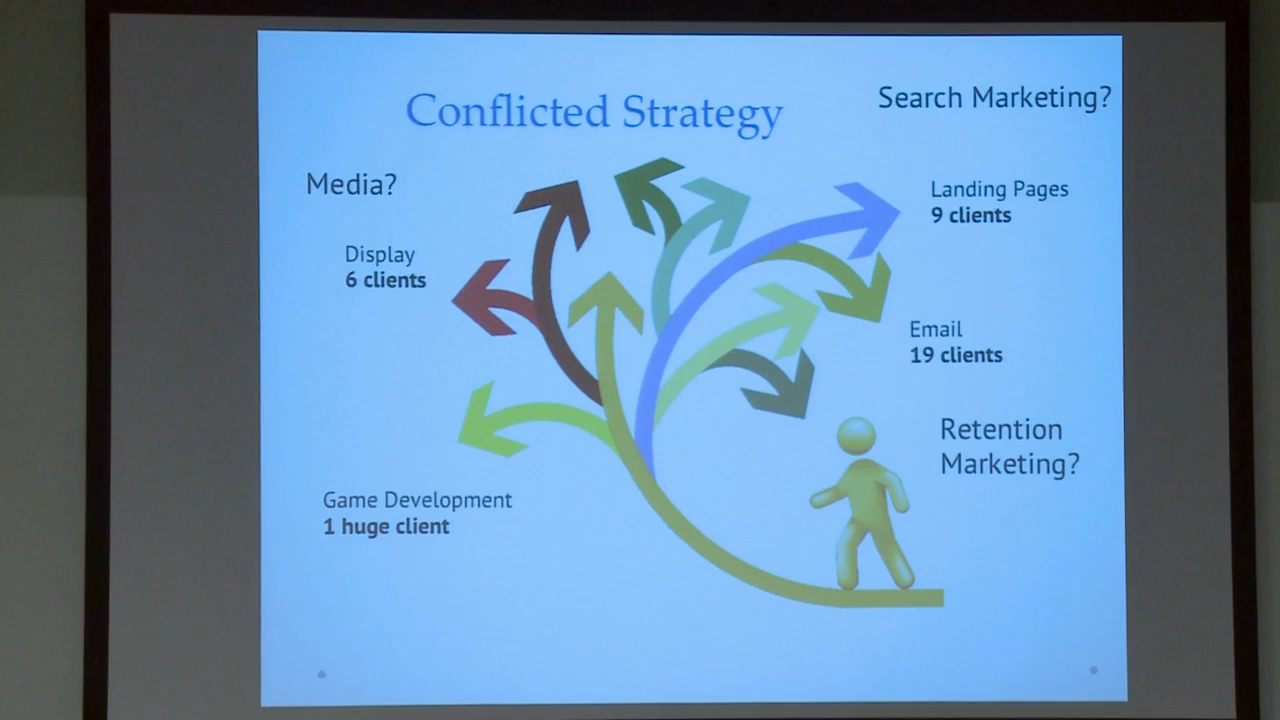 Conflicted Strategy
Search Marketing?
Media?
Landing Pages
9 clients
Display
6 clients
Email
19 clients
Retention
Marketing?
Game Development
1 huge client